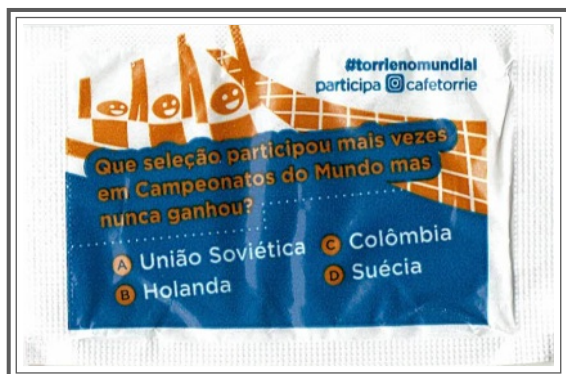 #torrienomundial
participa cafetorrie
Que seleção participou mais vezes
em Campeonatos do Mundo mas
nunca ganhou?
A União Soviética
B Holanda
C Colômbia
D Suécia